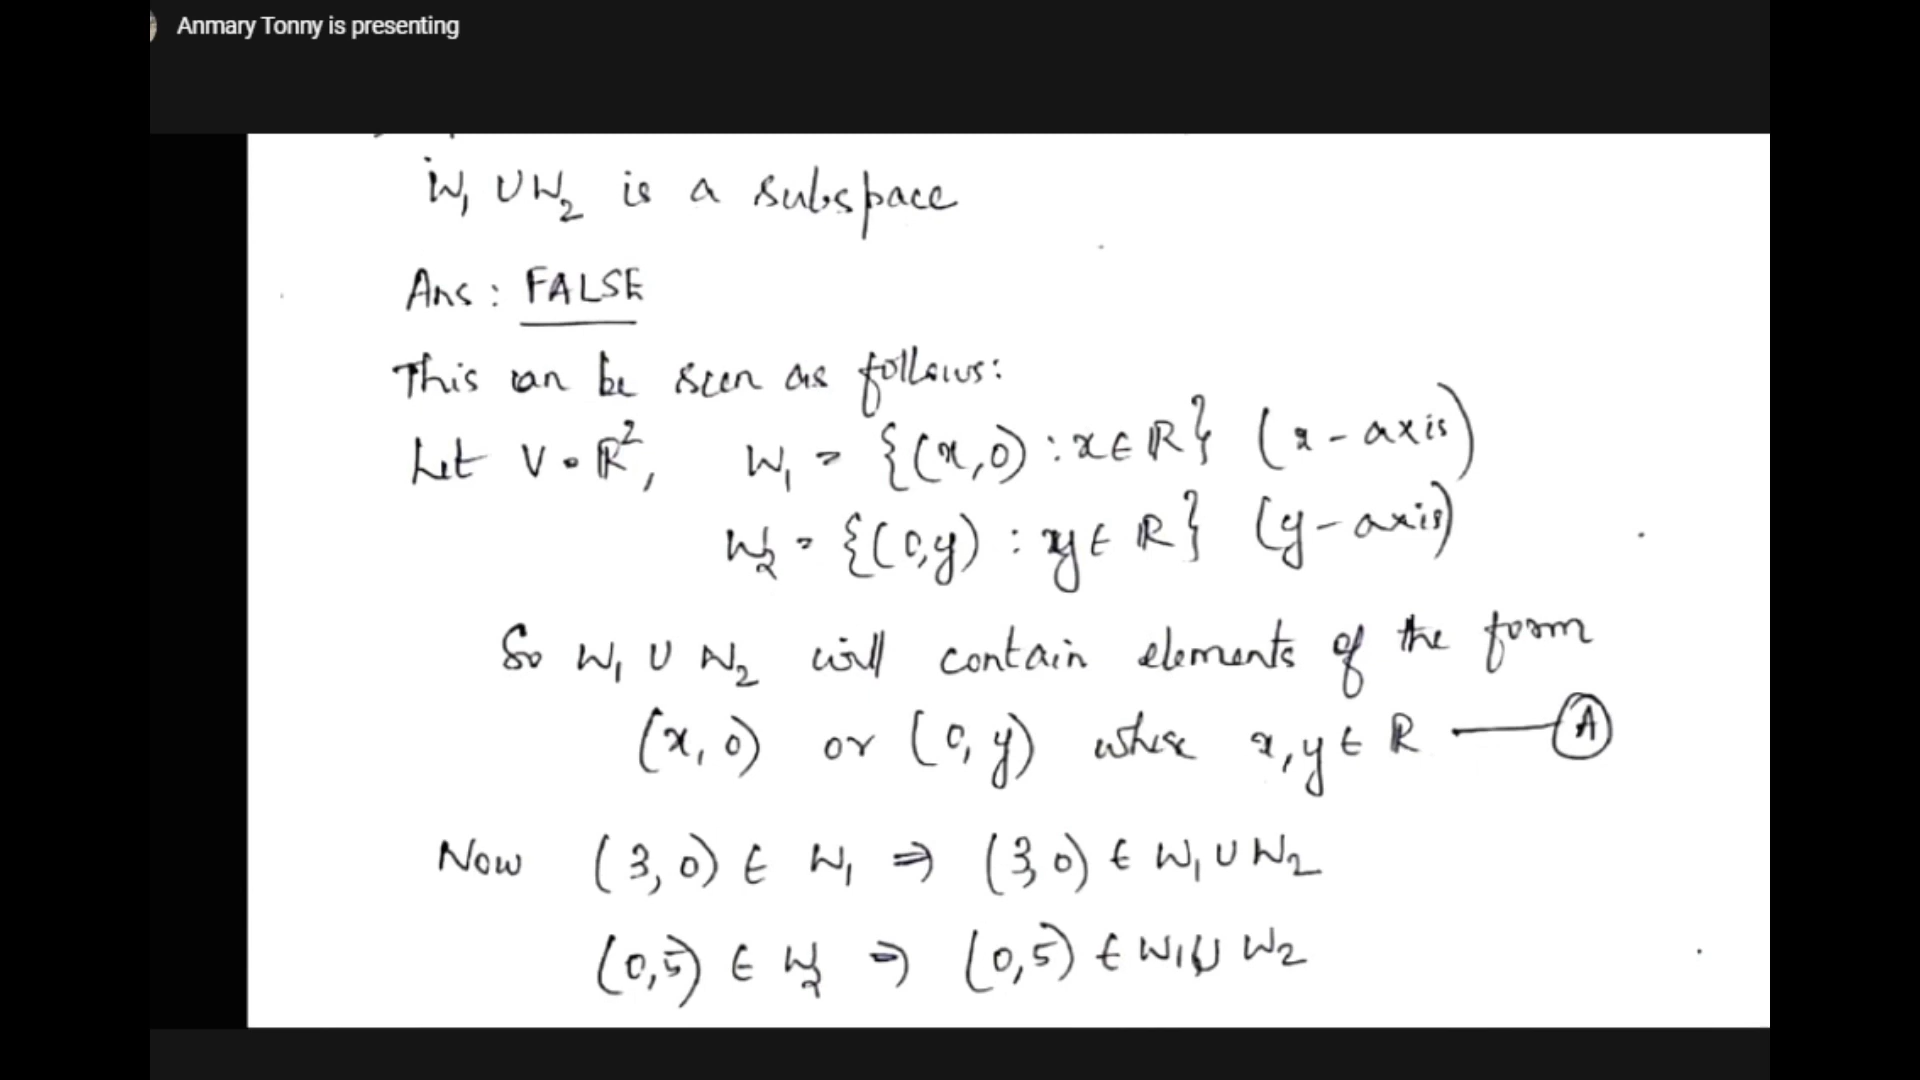 Anmary Tonny is presenting
W₁ ∪ W₂ is a subspace
Ans : FALSE
This can be seen as follows:
Let V = ℝ², W₁ = {(x,0) : x ∈ ℝ} (x-axis)
W₂ = {(0,y) : y ∈ ℝ} (y-axis)
So W₁ ∪ W₂ will contain elements of the form
(x, 0) or (0, y) where x, y ∈ ℝ —— Ⓐ
Now (3, 0) ∈ W₁ ⇒ (3, 0) ∈ W₁ ∪ W₂
(0,5) ∈ W₂ ⇒ (0,5) ∈ W₁ ∪ W₂